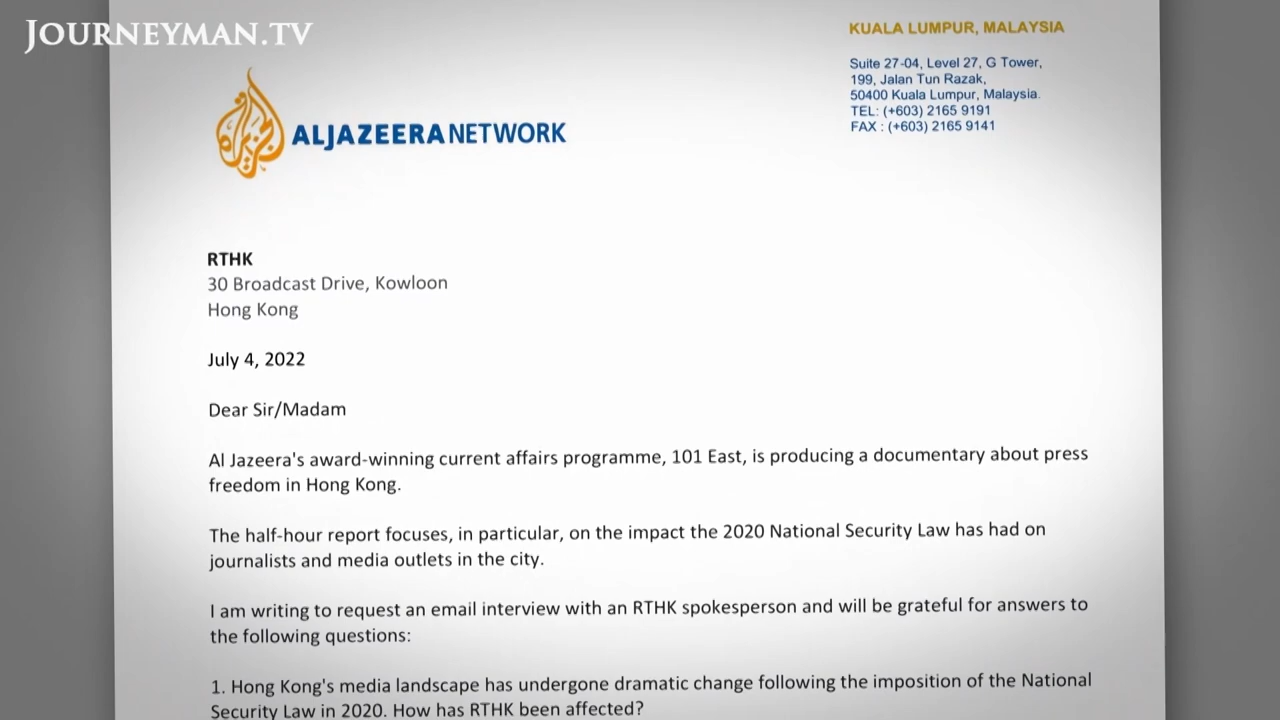 JOURNEYMAN.TV
KUALA LUMPUR, MALAYSIA
Suite 27-04, Level 27, G Tower,
199, Jalan Tun Razak,
50400 Kuala Lumpur, Malaysia.
TEL: (+603) 2165 9191
FAX : (+603) 2165 9141
ALJAZEERA NETWORK
RTHK
30 Broadcast Drive, Kowloon
Hong Kong
July 4, 2022
Dear Sir/Madam
Al Jazeera's award-winning current affairs programme, 101 East, is producing a documentary about press
freedom in Hong Kong.
The half-hour report focuses, in particular, on the impact the 2020 National Security Law has had on
journalists and media outlets in the city.
I am writing to request an email interview with an RTHK spokesperson and will be grateful for answers to
the following questions:
1. Hong Kong's media landscape has undergone dramatic change following the imposition of the National
Security Law in 2020. How has RTHK been affected?